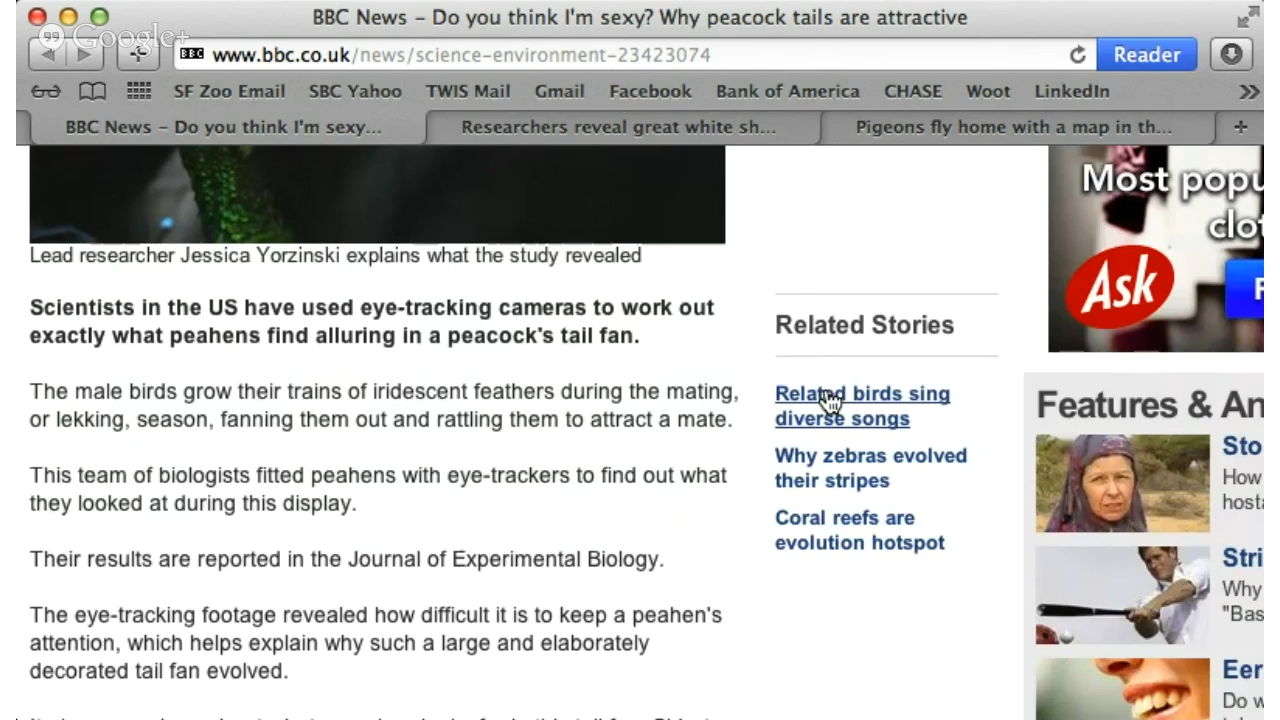 BBC News – Do you think I'm sexy? Why peacock tails are attractive
Google+
BBC www.bbc.co.uk/news/science-environment-23423074
Reader
SF Zoo Email SBC Yahoo TWIS Mail Gmail Facebook Bank of America CHASE Woot LinkedIn
BBC News – Do you think I'm sexy... Researchers reveal great white sh... Pigeons fly home with a map in th...
Lead researcher Jessica Yorzinski explains what the study revealed
Scientists in the US have used eye-tracking cameras to work out
exactly what peahens find alluring in a peacock's tail fan.
The male birds grow their trains of iridescent feathers during the mating,
or lekking, season, fanning them out and rattling them to attract a mate.
This team of biologists fitted peahens with eye-trackers to find out what
they looked at during this display.
Their results are reported in the Journal of Experimental Biology.
The eye-tracking footage revealed how difficult it is to keep a peahen's
attention, which helps explain why such a large and elaborately
decorated tail fan evolved.
Related Stories
Related birds sing
diverse songs
Why zebras evolved
their stripes
Coral reefs are
evolution hotspot
Most popu
clot
Ask
F
Features & An
Sto
How
hosta
Stri
Why
"Bas
Eer
Do w